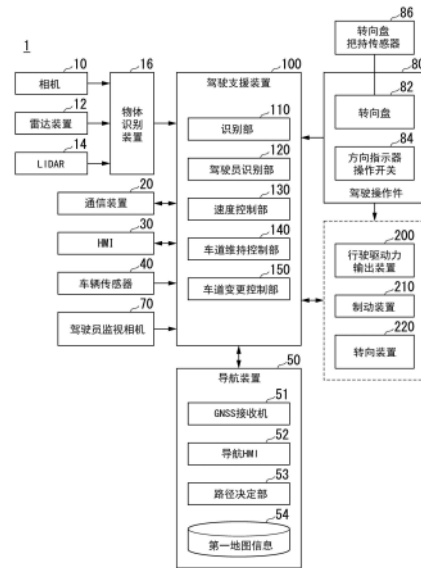 1
10
相机
12
雷达装置
14
LIDAR
16
物体
识别
装置
20
通信装置
30
HMI
40
车辆传感器
70
驾驶员监视相机
100
驾驶支援装置
110
识别部
120
驾驶员识别部
130
速度控制部
140
车道维持控制部
150
车道变更控制部
86
转向盘
把持传感器
80
82
转向盘
84
方向指示器
操作开关
驾驶操作件
200
行驶驱动力
输出装置
210
制动装置
220
转向装置
50
导航装置
51
GNSS接收机
52
导航HMI
53
路径决定部
54
第一地图信息